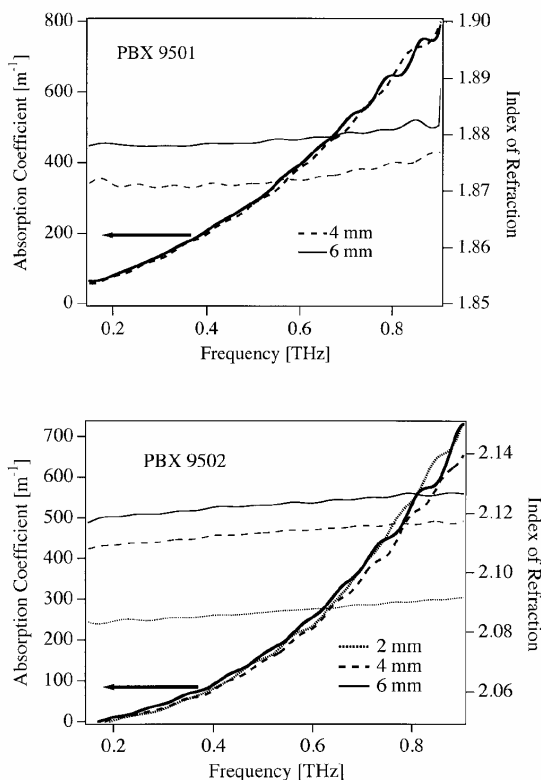 PBX 9501
Absorption Coefficient [m⁻¹]
800
600
400
200
0
1.90
1.89
1.88
1.87
1.86
1.85
Index of Refraction
4 mm
6 mm
0.2 0.4 0.6 0.8
Frequency [THz]
PBX 9502
Absorption Coefficient [m⁻¹]
700
600
500
400
300
200
100
0
2.14
2.12
2.10
2.08
2.06
Index of Refraction
2 mm
4 mm
6 mm
0.2 0.4 0.6 0.8
Frequency [THz]